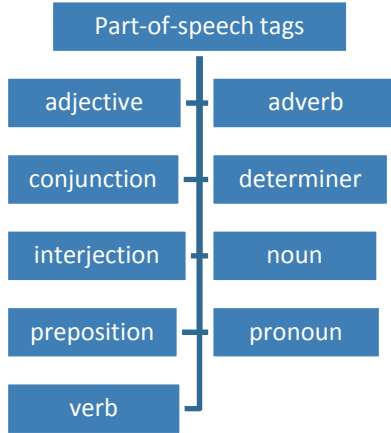 Part-of-speech tags
adjective
adverb
conjunction
determiner
interjection
noun
preposition
pronoun
verb